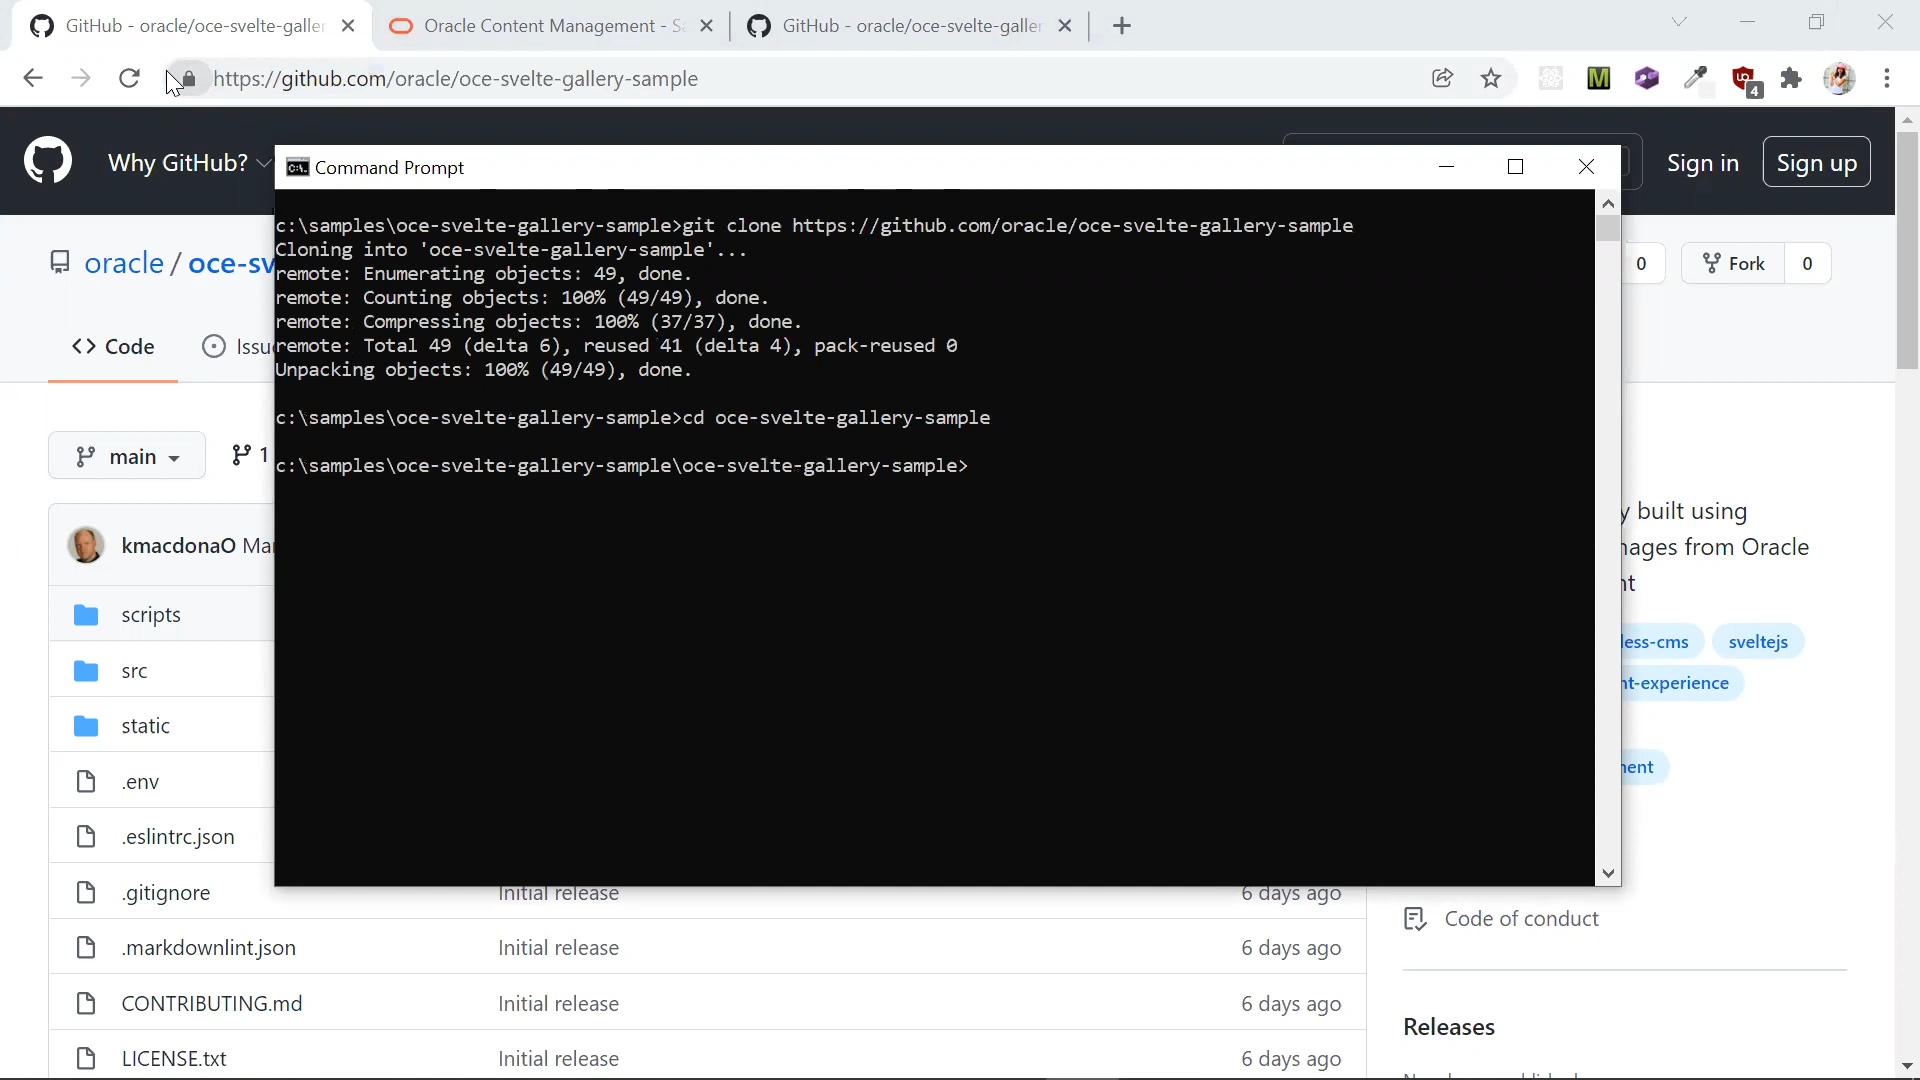 GitHub - oracle/oce-svelte-galler
Oracle Content Management - Sa
GitHub - oracle/oce-svelte-galler
https://github.com/oracle/oce-svelte-gallery-sample
4
Why GitHub?
Command Prompt
Sign in
Sign up
c:\samples\oce-svelte-gallery-sample>git clone https://github.com/oracle/oce-svelte-gallery-sample
Cloning into 'oce-svelte-gallery-sample'...
remote: Enumerating objects: 49, done.
remote: Counting objects: 100% (49/49), done.
remote: Compressing objects: 100% (37/37), done.
remote: Total 49 (delta 6), reused 41 (delta 4), pack-reused 0
Unpacking objects: 100% (49/49), done.
c:\samples\oce-svelte-gallery-sample>cd oce-svelte-gallery-sample
c:\samples\oce-svelte-gallery-sample\oce-svelte-gallery-sample>
oracle / oce-sv
0
Fork 0
Code
Issu
main
1
y built using
mages from Oracle
nt
kmacdonaO Mar
scripts
less-cms
sveltejs
src
nt-experience
static
.env
ment
.eslintrc.json
.gitignore Initial release 6 days ago
Code of conduct
.markdownlint.json Initial release 6 days ago
CONTRIBUTING.md Initial release 6 days ago
Releases
LICENSE.txt Initial release 6 days ago